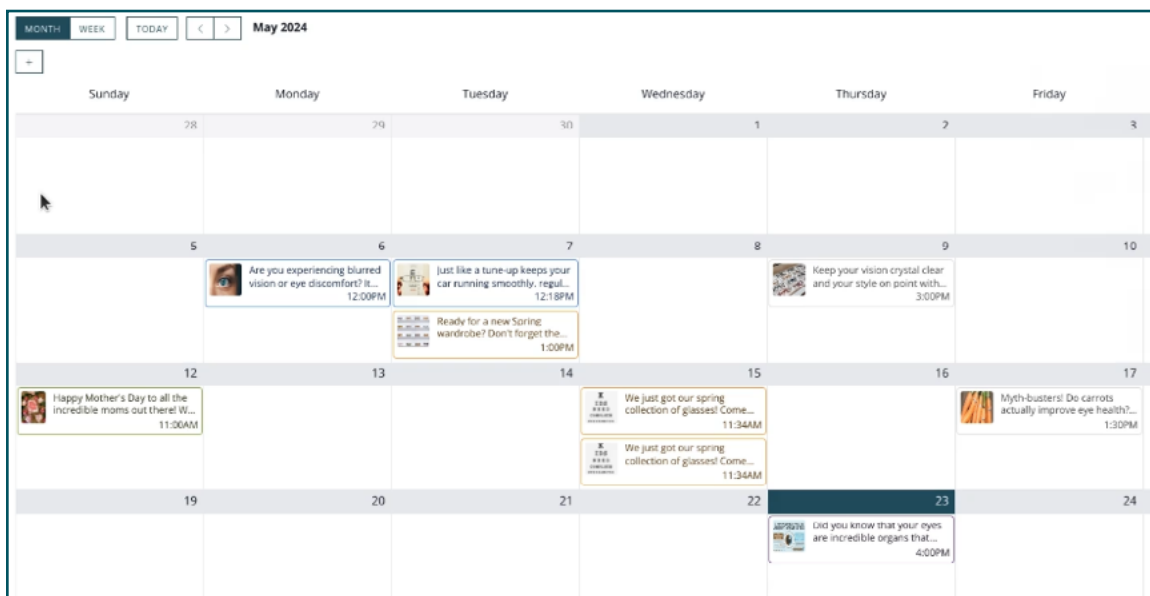 MONTH WEEK TODAY < > May 2024
+
Sunday Monday Tuesday Wednesday Thursday Friday
28 29 30 1 2 3
5 6 7 8 9 10
Are you experiencing blurred
vision or eye discomfort? It...
12:00PM
Just like a tune-up keeps your
car running smoothly, regul...
12:18PM
Ready for a new Spring
wardrobe? Don't forget the...
1:00PM
Keep your vision crystal clear
and your style on point with...
3:00PM
12 13 14 15 16 17
Happy Mother's Day to all the
incredible moms out there! W...
11:00AM
We just got our spring
collection of glasses! Come...
11:34AM
We just got our spring
collection of glasses! Come...
11:34AM
Myth-busters! Do carrots
actually improve eye health?...
1:30PM
19 20 21 22 23 24
Did you know that your eyes
are incredible organs that...
4:00PM